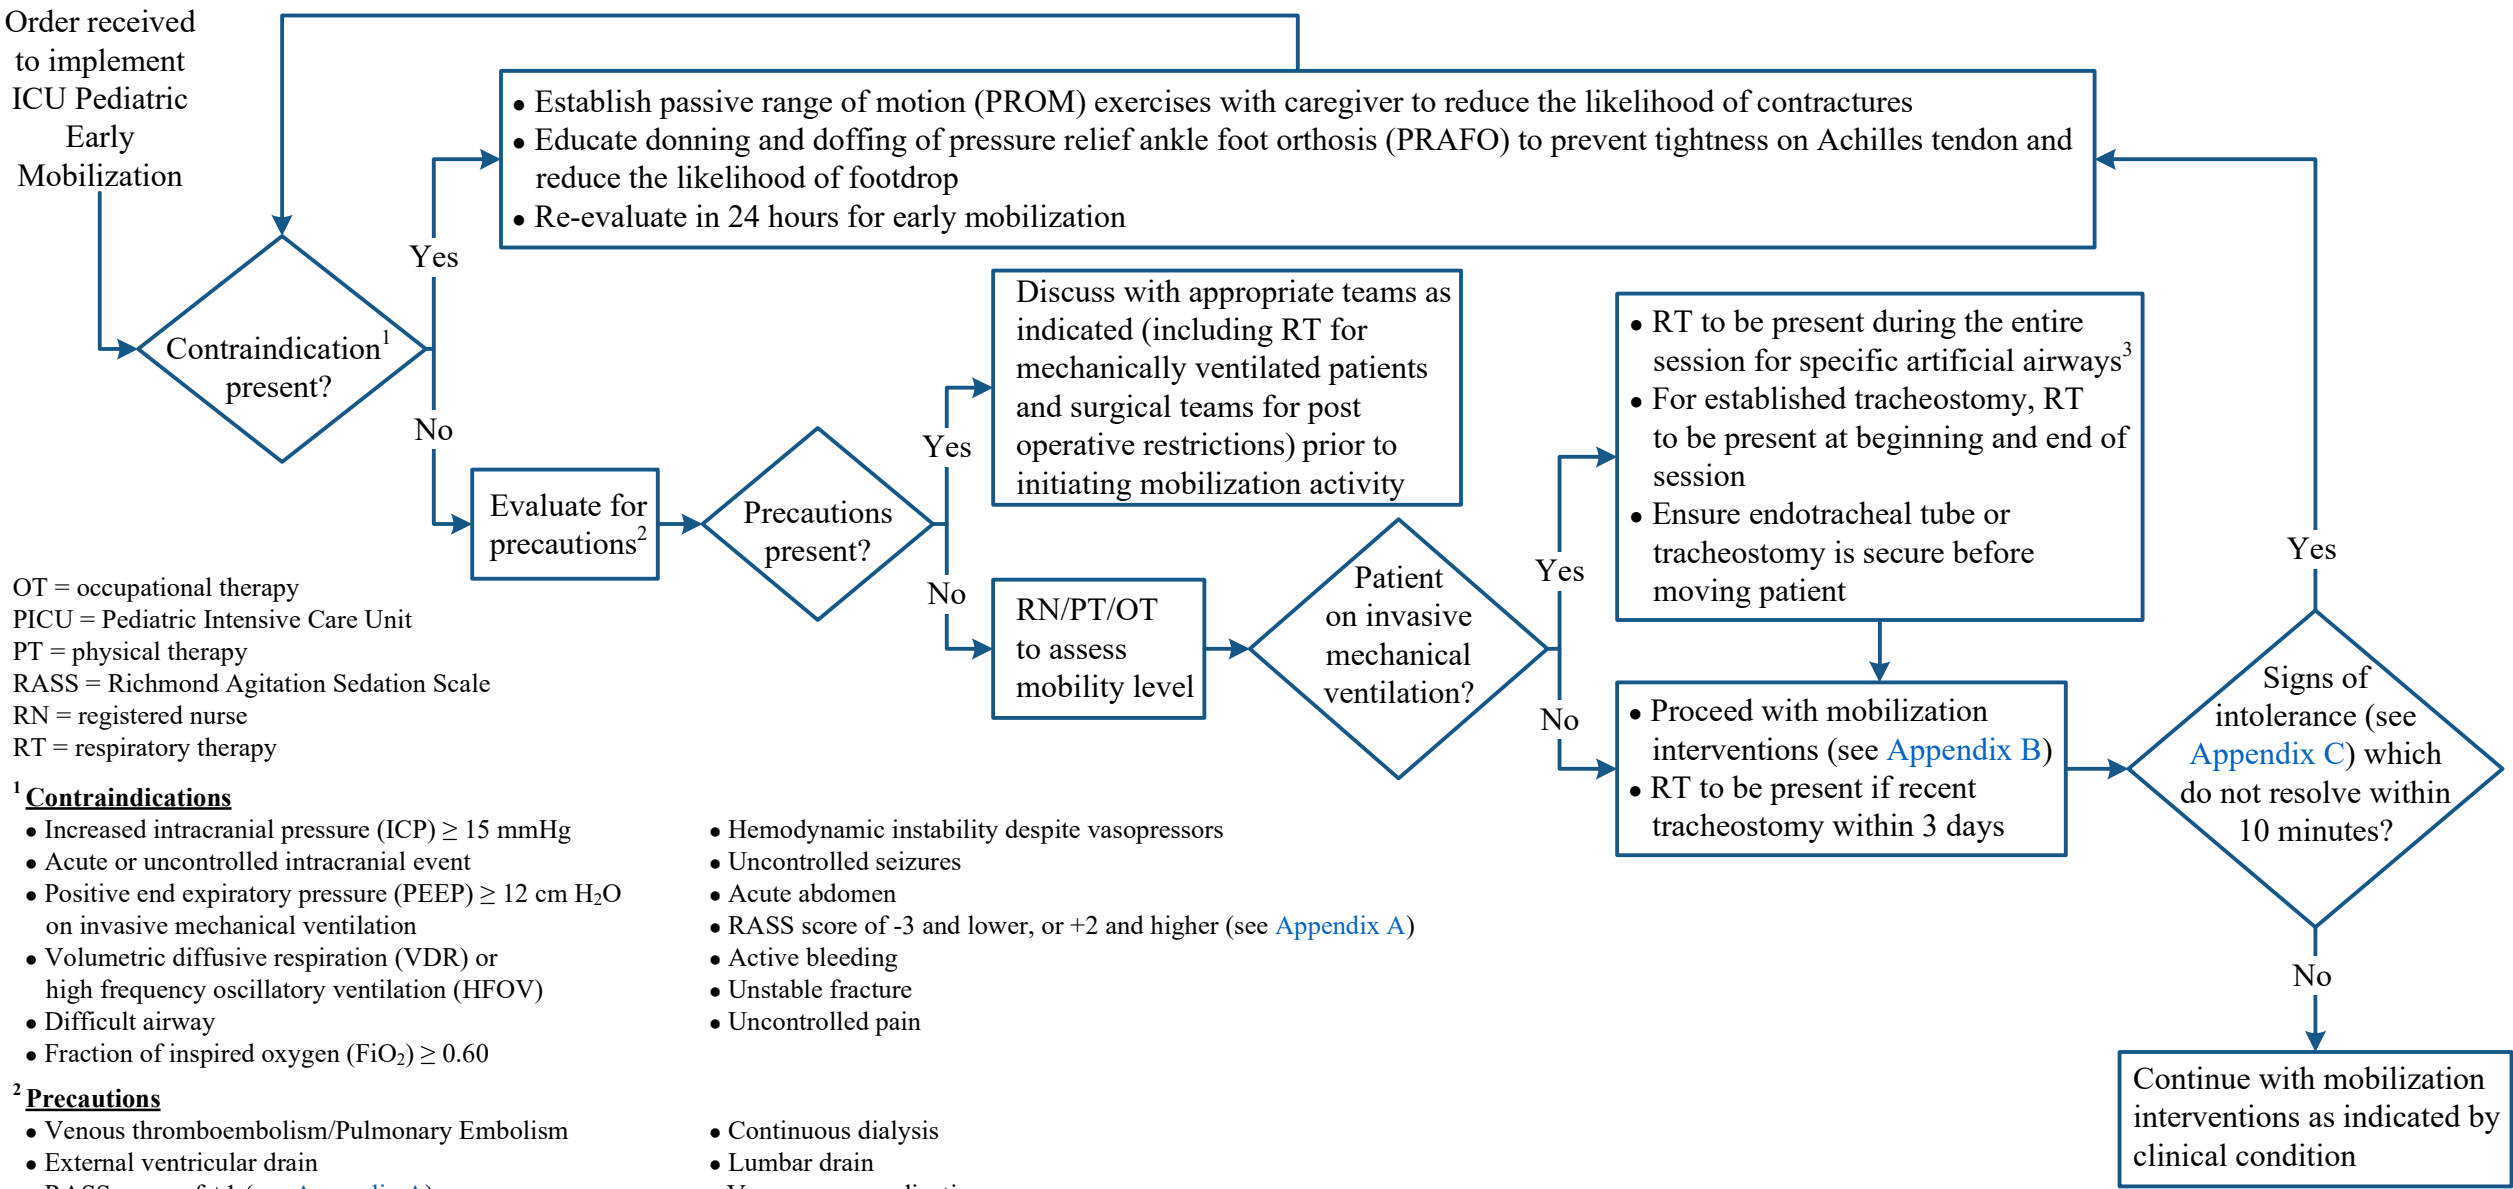 Order received
to implement
ICU Pediatric
Early
Mobilization
• Establish passive range of motion (PROM) exercises with caregiver to reduce the likelihood of contractures
• Educate donning and doffing of pressure relief ankle foot orthosis (PRAFO) to prevent tightness on Achilles tendon and
reduce the likelihood of footdrop
• Re-evaluate in 24 hours for early mobilization
Yes
Contraindication¹
present?
No
Evaluate for
precautions²
Precautions
present?
Yes
Discuss with appropriate teams as
indicated (including RT for
mechanically ventilated patients
and surgical teams for post
operative restrictions) prior to
initiating mobilization activity
No
RN/PT/OT
to assess
mobility level
Patient
on invasive
mechanical
ventilation?
Yes
• RT to be present during the entire
session for specific artificial airways³
• For established tracheostomy, RT
to be present at beginning and end of
session
• Ensure endotracheal tube or
tracheostomy is secure before
moving patient
No
• Proceed with mobilization
interventions (see Appendix B)
• RT to be present if recent
tracheostomy within 3 days
Yes
Signs of
intolerance (see
Appendix C) which
do not resolve within
10 minutes?
No
Continue with mobilization
interventions as indicated by
clinical condition
OT = occupational therapy
PICU = Pediatric Intensive Care Unit
PT = physical therapy
RASS = Richmond Agitation Sedation Scale
RN = registered nurse
RT = respiratory therapy
¹ Contraindications
• Increased intracranial pressure (ICP) ≥ 15 mmHg
• Acute or uncontrolled intracranial event
• Positive end expiratory pressure (PEEP) ≥ 12 cm H₂O
on invasive mechanical ventilation
• Volumetric diffusive respiration (VDR) or
high frequency oscillatory ventilation (HFOV)
• Difficult airway
• Fraction of inspired oxygen (FiO₂) ≥ 0.60
• Hemodynamic instability despite vasopressors
• Uncontrolled seizures
• Acute abdomen
• RASS score of -3 and lower, or +2 and higher (see Appendix A)
• Active bleeding
• Unstable fracture
• Uncontrolled pain
² Precautions
• Venous thromboembolism/Pulmonary Embolism
• External ventricular drain
• Continuous dialysis
• Lumbar drain